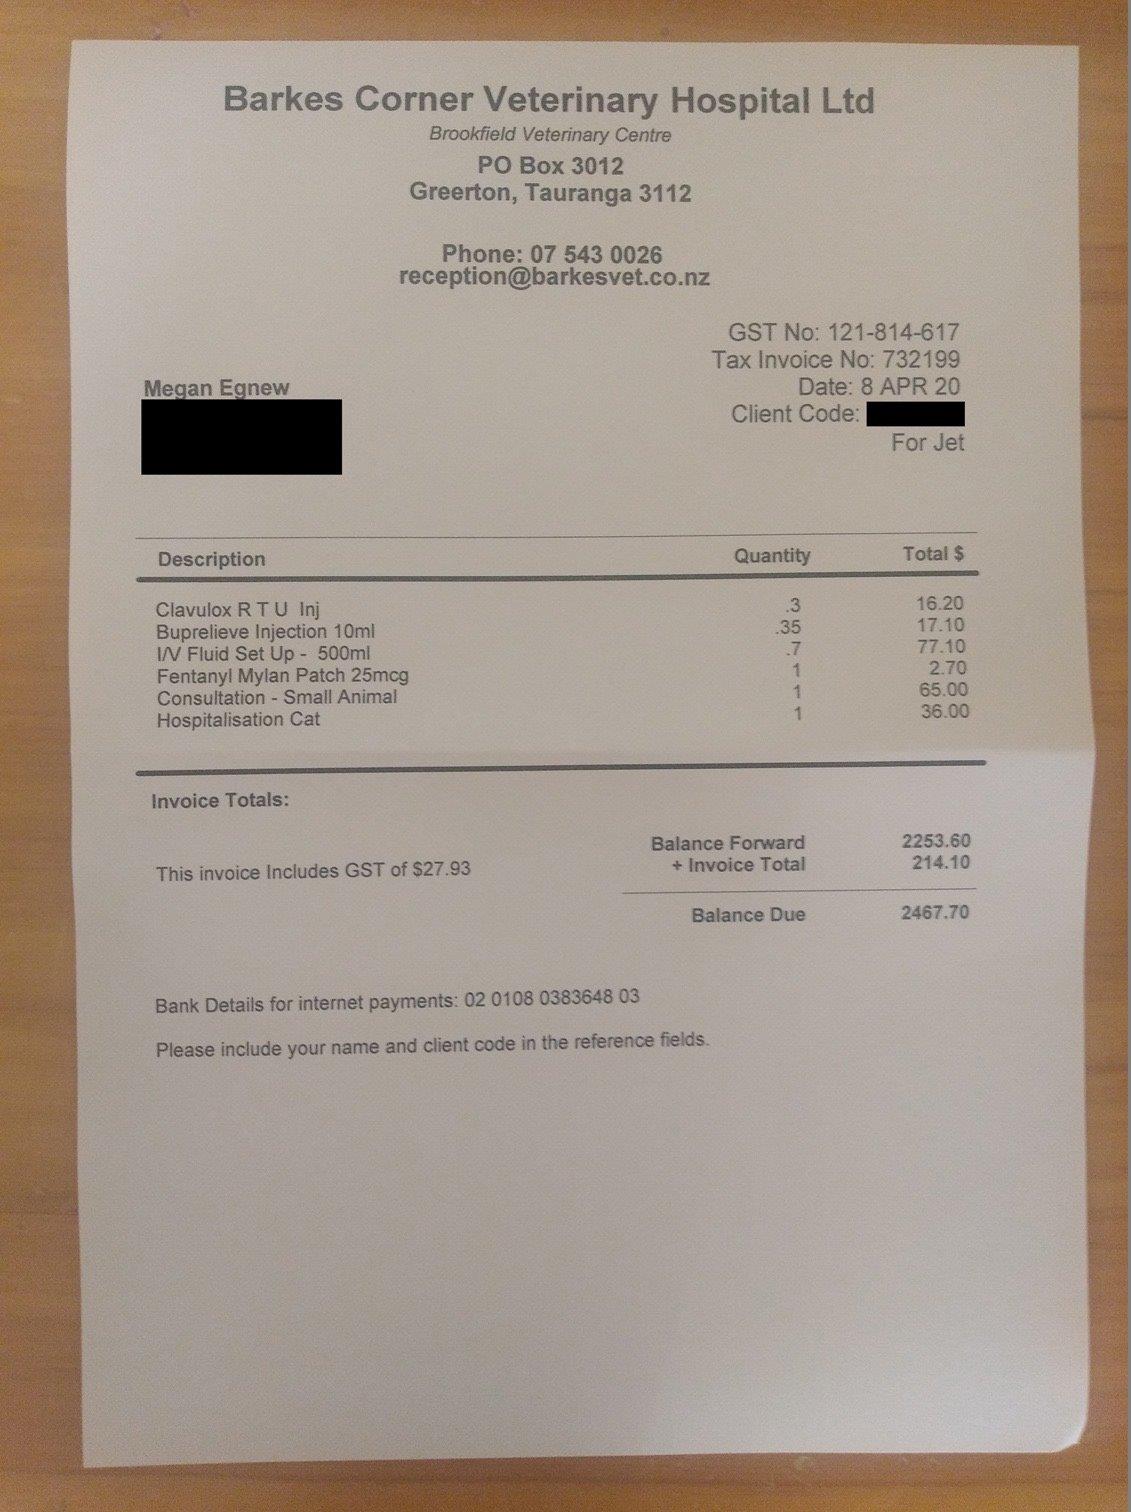 Barkes Corner Veterinary Hospital Ltd
Brookfield Veterinary Centre
PO Box 3012
Greerton, Tauranga 3112
Phone: 07 543 0026
reception@barkesvet.co.nz
GST No: 121-814-617
Tax Invoice No: 732199
Date: 8 APR 20
Client Code:
For Jet
Megan Egnew
Description Quantity Total $
Clavulox R T U Inj .3 16.20
Buprelieve Injection 10ml .35 17.10
I/V Fluid Set Up - 500ml .7 77.10
Fentanyl Mylan Patch 25mcg 1 2.70
Consultation - Small Animal 1 65.00
Hospitalisation Cat 1 36.00
Invoice Totals:
Balance Forward 2253.60
+ Invoice Total 214.10
This invoice Includes GST of $27.93
Balance Due 2467.70
Bank Details for internet payments: 02 0108 0383648 03
Please include your name and client code in the reference fields.